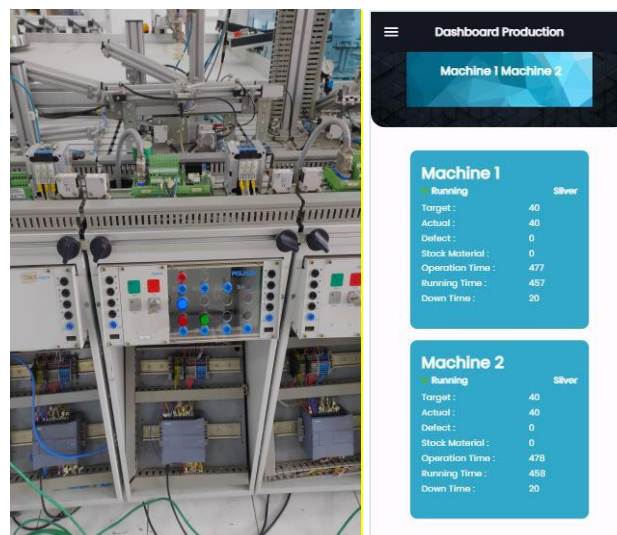 Dashboard Production
Machine 1 Machine 2
Machine 1
Running Silver
Target : 40
Actual : 40
Defect : 0
Stock Material : 0
Operation Time : 477
Running Time : 457
Down Time : 20
Machine 2
Running Silver
Target : 40
Actual : 40
Defect : 0
Stock Material : 0
Operation Time : 478
Running Time : 458
Down Time : 20